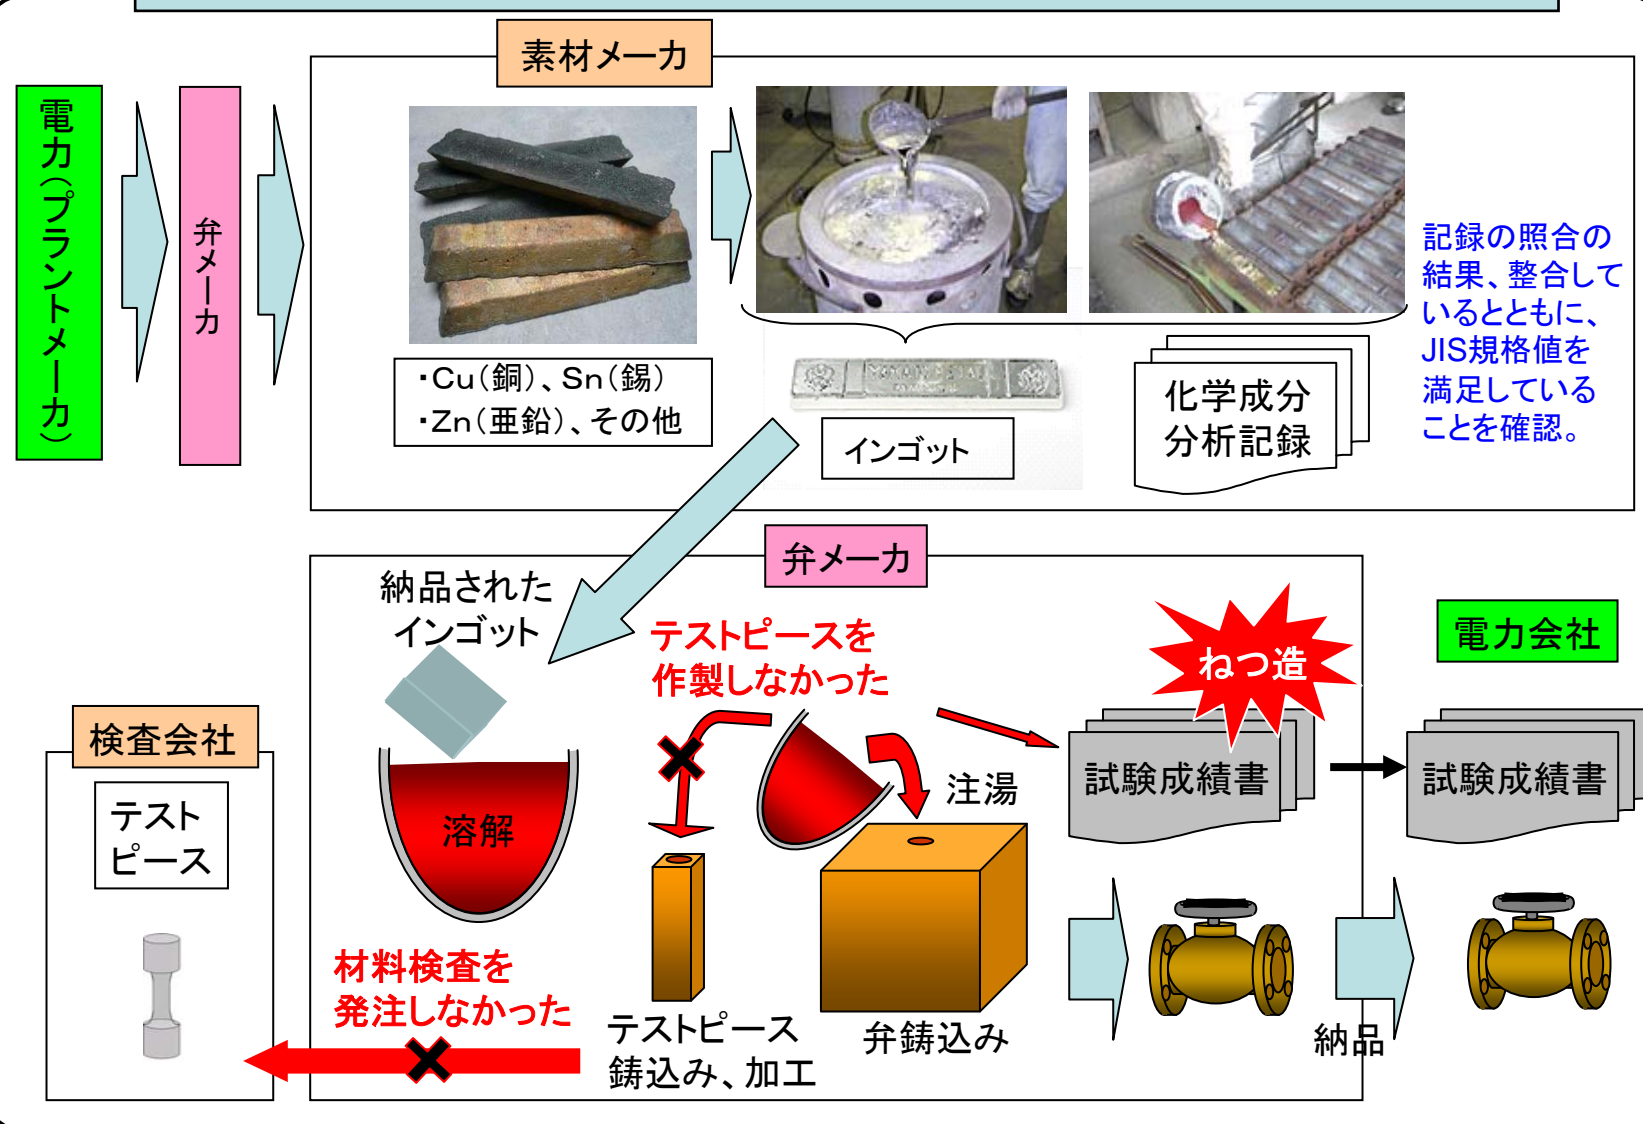 素材メーカ
電力(プラントメーカ)
弁メーカ
・Cu(銅)、Sn(錫)
・Zn(亜鉛)、その他
インゴット
化学成分
分析記録
記録の照合の
結果、整合して
いるとともに、
JIS規格値を
満足している
ことを確認。
弁メーカ
納品された
インゴット
テストピースを
作製しなかった
ねつ造
電力会社
検査会社
テスト
ピース
溶解
注湯
試験成績書
試験成績書
材料検査を
発注しなかった
テストピース
鋳込み、加工
弁鋳込み
納品